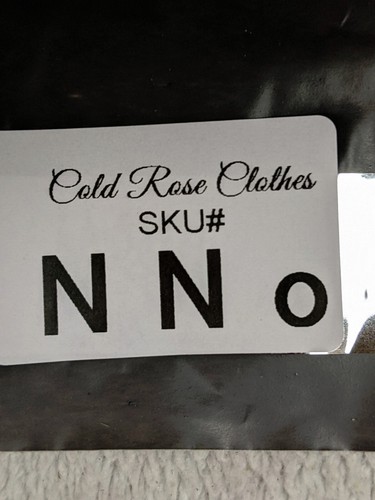 Cold Rose Clothes
SKU#
N N o